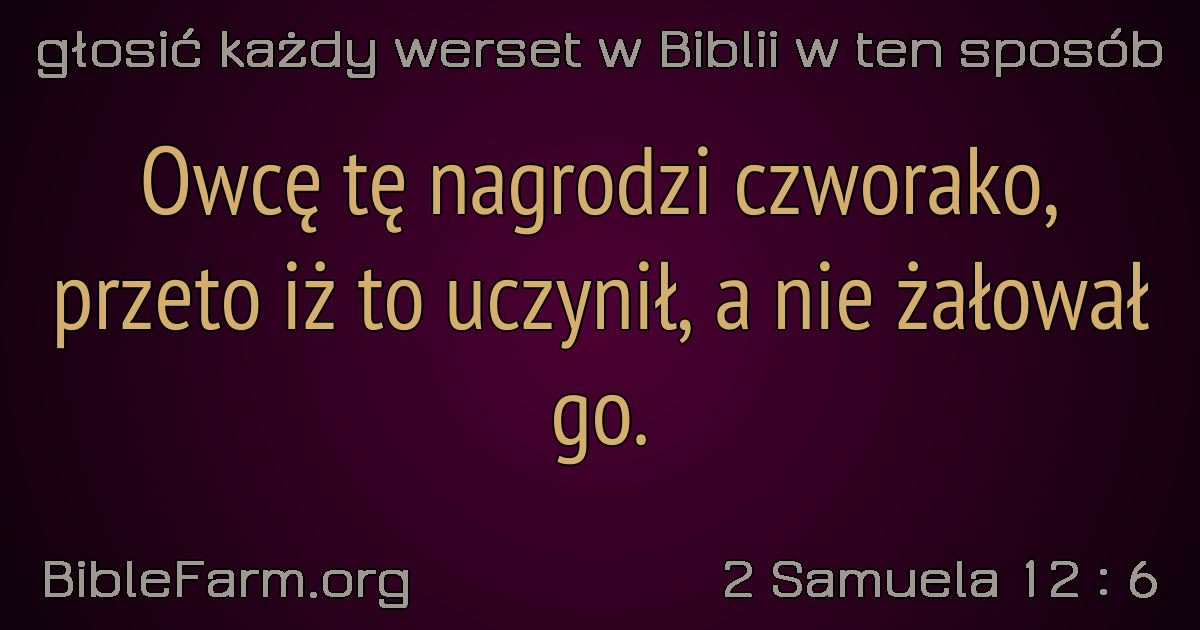 głosić każdy werset w Biblii w ten sposób
Owcę tę nagrodzi czworako,
przeto iż to uczynił, a nie żałował
go.
BibleFarm.org
2 Samuela 12 : 6